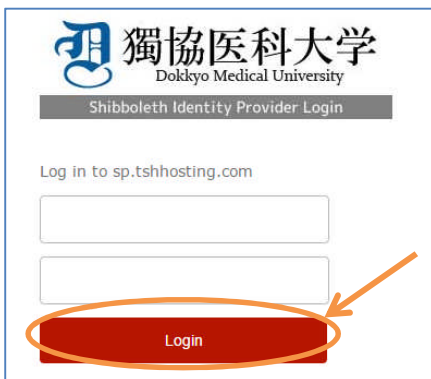 獨協医科大学
Dokkyo Medical University
Shibboleth Identity Provider Login
Log in to sp.tshhosting.com
Login